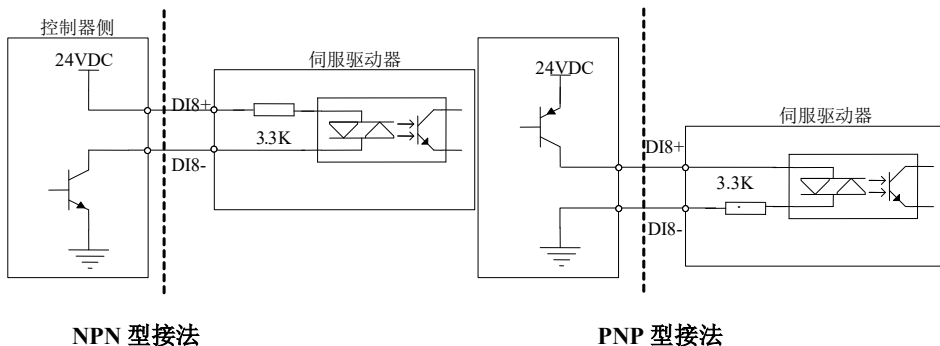 控制器侧
24VDC
伺服驱动器
DI8+
3.3K
DI8-
NPN 型接法
24VDC
伺服驱动器
DI8+
3.3K
DI8-
PNP 型接法